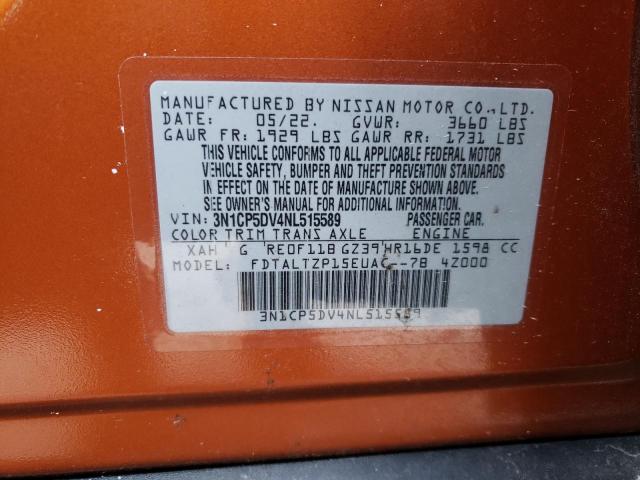 MANUFACTURED BY NISSAN MOTOR CO.,LTD.
DATE: 05/22. GVWR: 3660 LBS
GAWR FR: 1929 LBS GAWR RR: 1731 LBS
THIS VEHICLE CONFORMS TO ALL APPLICABLE FEDERAL MOTOR
VEHICLE SAFETY, BUMPER AND THEFT PREVENTION STANDARDS
IN EFFECT ON THE DATE OF MANUFACTURE SHOWN ABOVE.
SEE OWNER'S MANUAL FOR ADDITIONAL INFORMATION.
VIN: 3N1CP5DV4NL515589 PASSENGER CAR.
COLOR TRIM TRANS AXLE ENGINE
XAH G RE0F11B GZ39 HR16DE 1598 CC
MODEL: FDTALTZP15EUAC--7B 4Z000
3N1CP5DV4NL515589